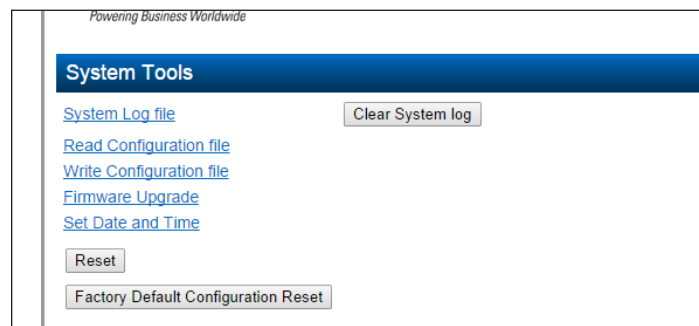 Powering Business Worldwide
System Tools
System Log file Clear System log
Read Configuration file
Write Configuration file
Firmware Upgrade
Set Date and Time
Reset
Factory Default Configuration Reset